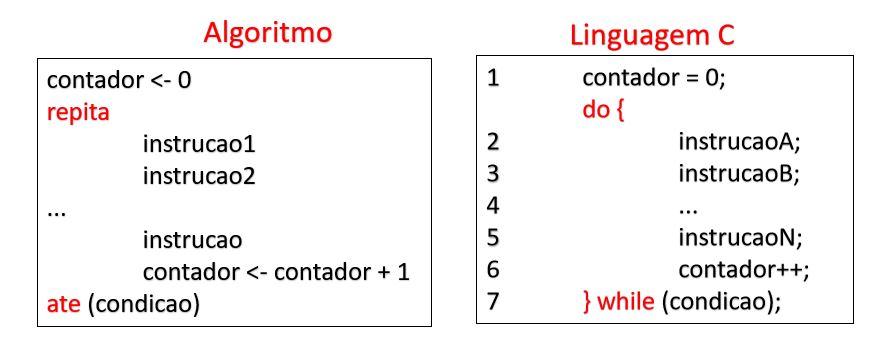 Algoritmo
contador <- 0
repita
instrucao1
instrucao2
...
instrucao
contador <- contador + 1
ate (condicao)
Linguagem C
1 contador = 0;
do {
2 instrucaoA;
3 instrucaoB;
4 ...
5 instrucaoN;
6 contador++;
7 } while (condicao);